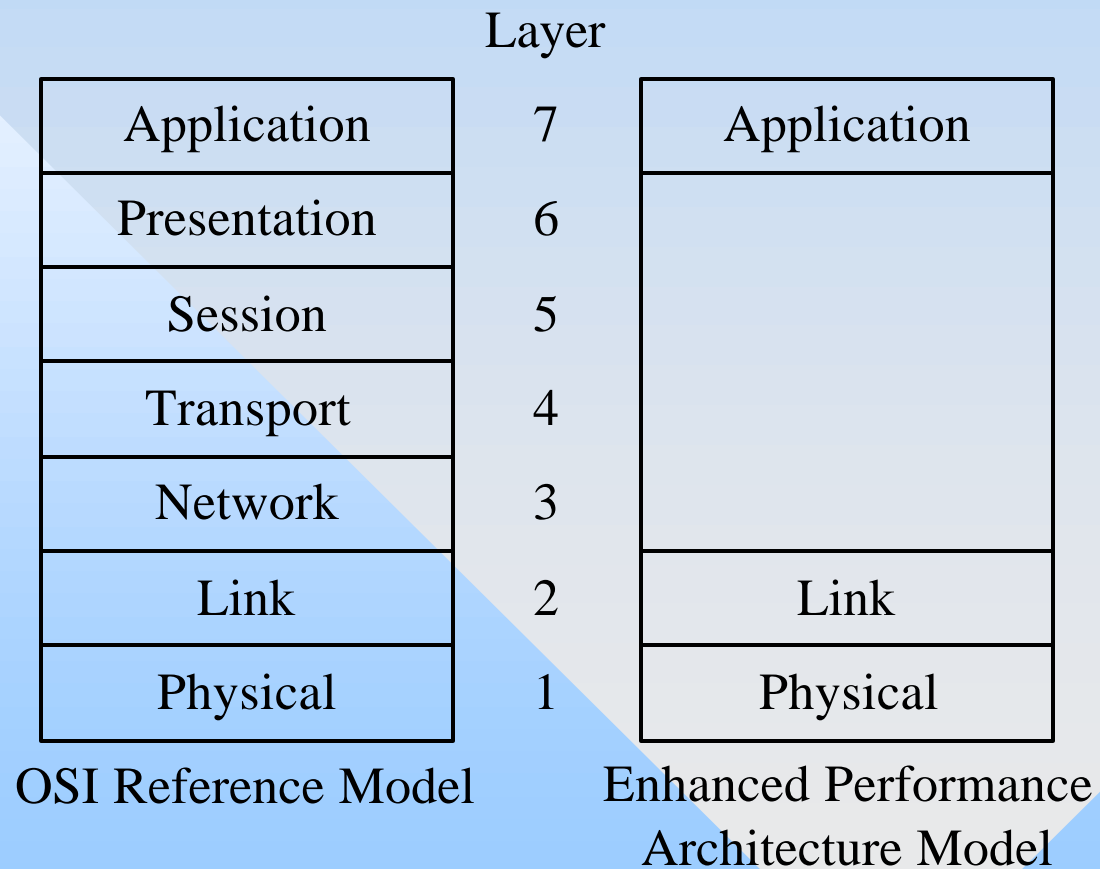 Layer
Application 7 Application
Presentation 6
Session 5
Transport 4
Network 3
Link 2 Link
Physical 1 Physical
OSI Reference Model Enhanced Performance
Architecture Model